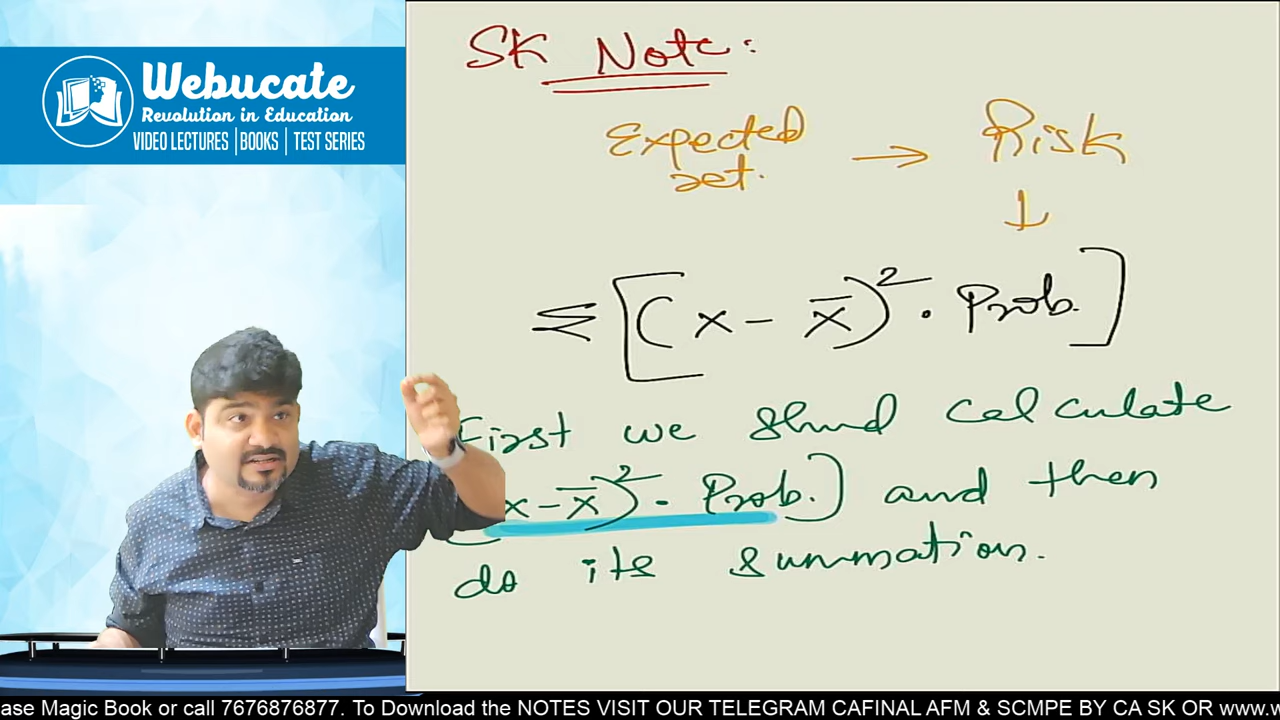 Webucate
Revolution in Education
VIDEO LECTURES | BOOKS | TEST SERIES
SK Note:
Expected → Risk
ret. ↓
Σ[(x - x̄)² · Prob.]
First we should calculate
x - x̄)² · Prob.] and then
do its summation.
ase Magic Book or call 7676876877. To Download the NOTES VISIT OUR TELEGRAM CAFINAL AFM & SCMPE BY CA SK OR www.w